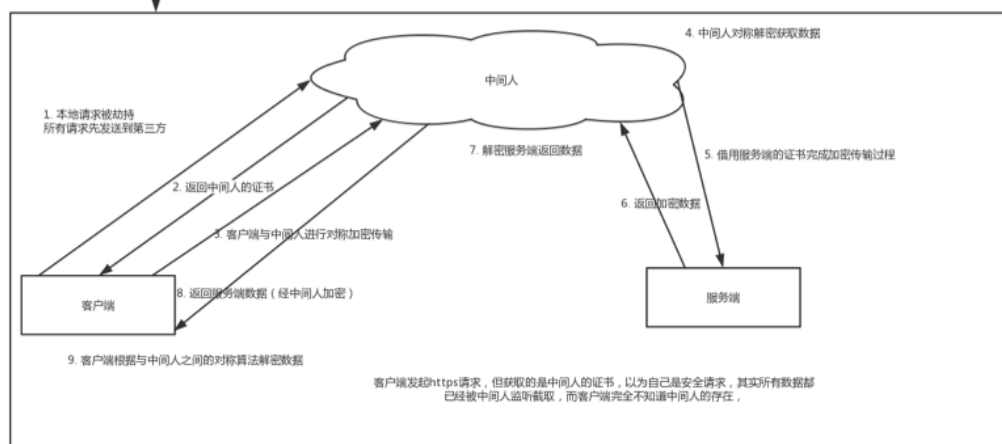 4. 中间人对称解密获取数据
中间人
1. 本地请求被劫持
所有请求先发送到第三方
7. 解密服务端返回数据
5. 借用服务端的证书完成加密传输过程
2. 返回中间人的证书
6. 返回加密数据
3. 客户端与中间人进行对称加密传输
8. 返回服务端数据（经中间人加密）
客户端
服务端
9. 客户端根据与中间人之间的对称算法解密数据
客户端发起https请求，但获取的是中间人的证书，以为自己是安全请求，其实所有数据都
已经被中间人监听截取，而客户端完全不知道中间人的存在，